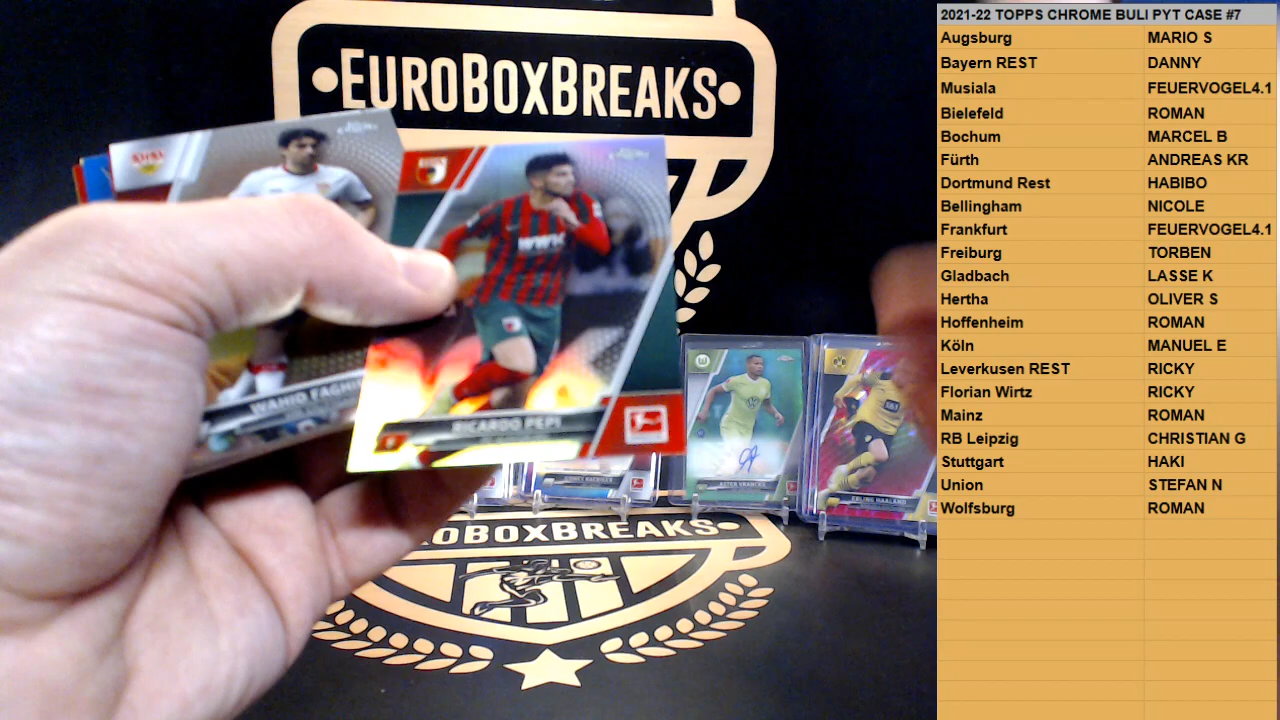 EUROBOXBREAKS
WAHID FAGHI
WWK
RICARDO PEPI
ERLING HAALAND
EUROBOXBREAKS
2021-22 TOPPS CHROME BULI PYT CASE #7
Augsburg MARIO S
Bayern REST DANNY
Musiala FEUERVOGEL4.1
Bielefeld ROMAN
Bochum MARCEL B
Fürth ANDREAS KR
Dortmund Rest HABIBO
Bellingham NICOLE
Frankfurt FEUERVOGEL4.1
Freiburg TORBEN
Gladbach LASSE K
Hertha OLIVER S
Hoffenheim ROMAN
Köln MANUEL E
Leverkusen REST RICKY
Florian Wirtz RICKY
Mainz ROMAN
RB Leipzig CHRISTIAN G
Stuttgart HAKI
Union STEFAN N
Wolfsburg ROMAN